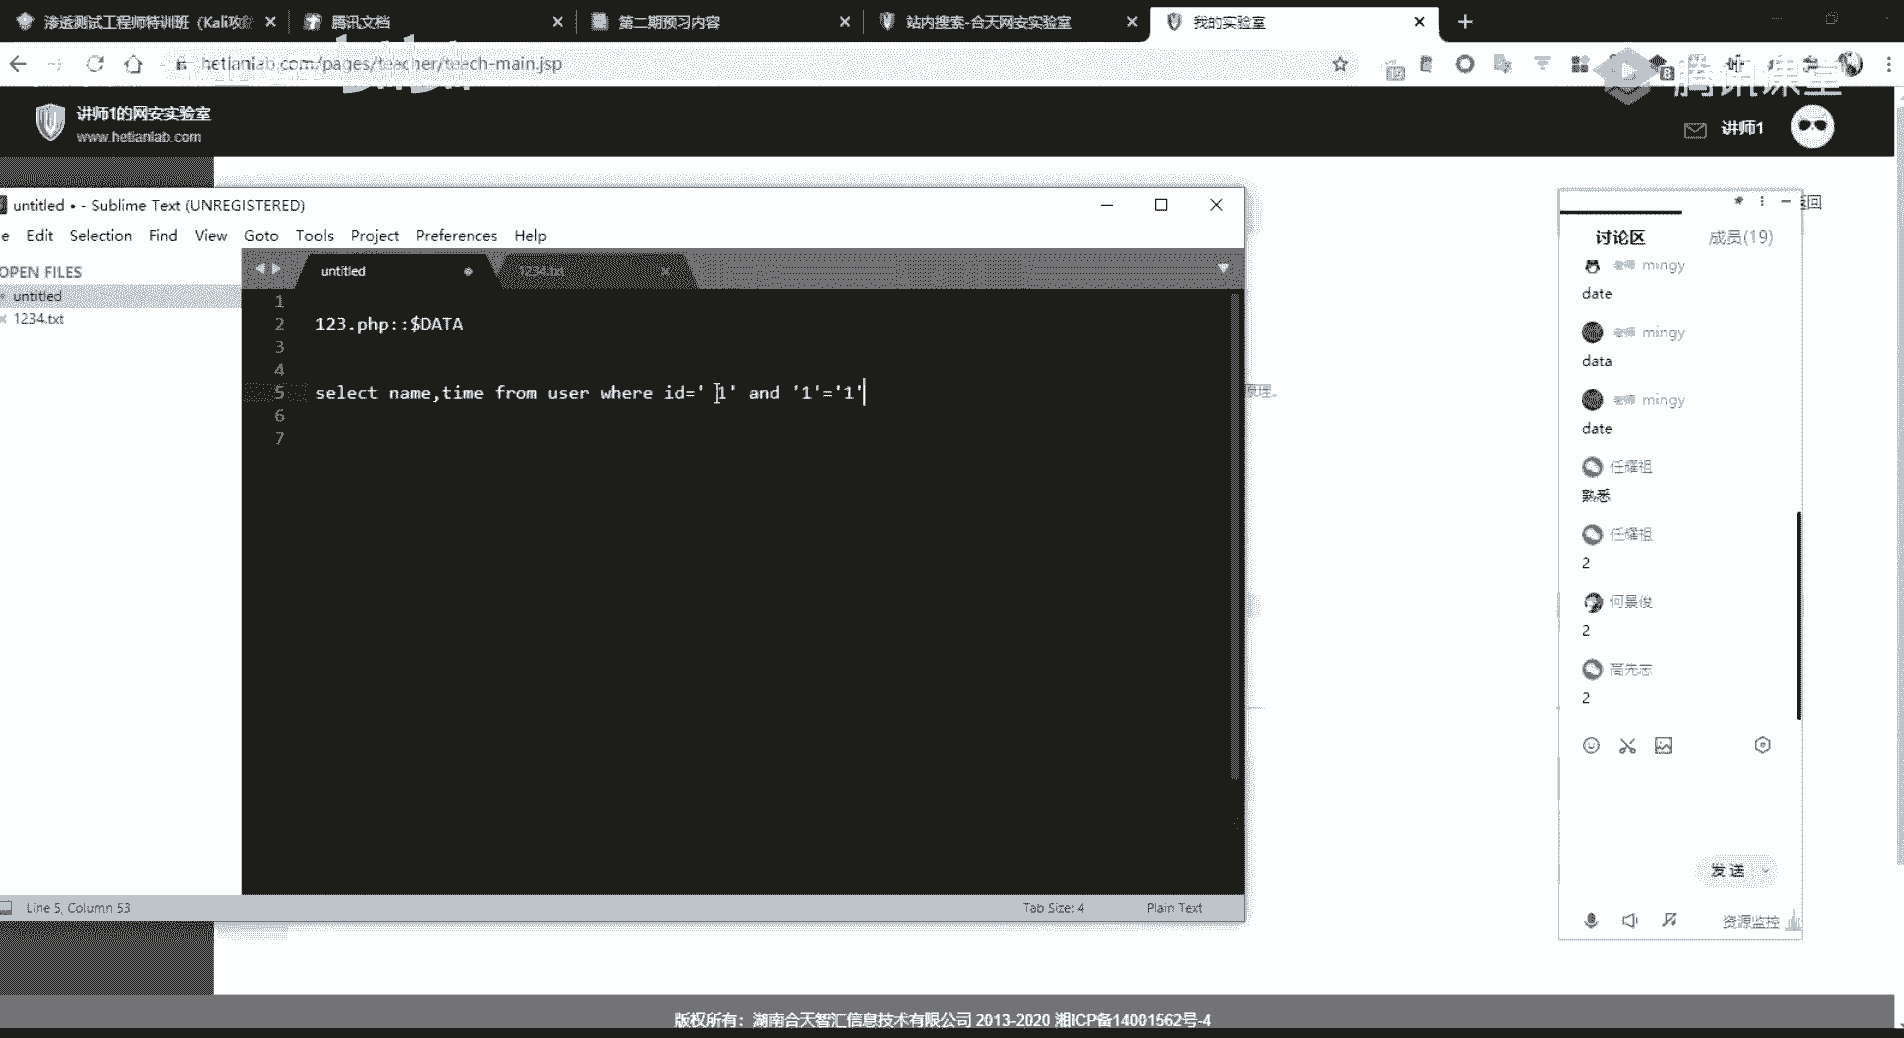 渗透测试工程师特训班（Kali攻
腾讯文档
第二期预习内容
站内搜索-合天网安实验室
我的实验室
hetianlab.com/pages/teacher/teach-main.jsp
腾讯课堂
讲师1的网安实验室
www.hetianlab.com
讲师1
untitled • - Sublime Text (UNREGISTERED)
e Edit Selection Find View Goto Tools Project Preferences Help
OPEN FILES
untitled
1234.txt
untitled
1234.txt
1
2 123.php::$DATA
3
4
5 select name,time from user where id=' 1' and '1'='1'
6
7
Line 5, Column 53
Tab Size: 4
Plain Text
原理。
返回
讨论区
成员(19)
老师 mingy
date
老师 mingy
data
老师 mingy
date
任耀祖
熟悉
任耀祖
2
何景俊
2
高先志
2
发送
资源监控
版权所有：湖南合天智汇信息技术有限公司 2013-2020 湘ICP备14001562号-4